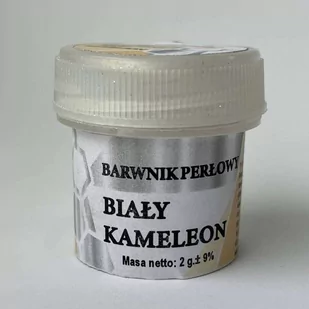 BARWNIK PERŁOWY
BIAŁY
KAMELEON
Masa netto: 2 g.± 9%